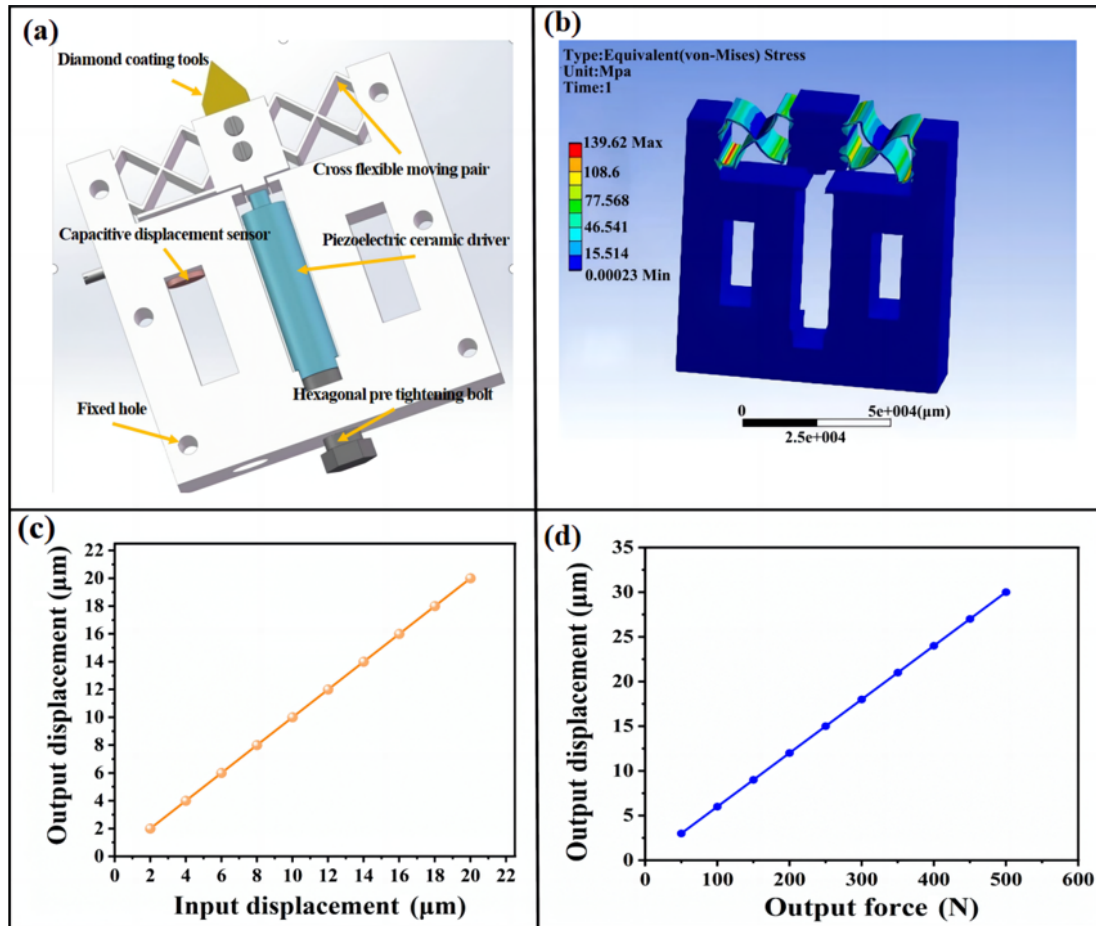 (a)
Diamond coating tools
Cross flexible moving pair
Capacitive displacement sensor
Piezoelectric ceramic driver
Hexagonal pre tightening bolt
Fixed hole
(b)
Type:Equivalent(von-Mises) Stress
Unit:Mpa
Time:1
139.62 Max
108.6
77.568
46.541
15.514
0.00023 Min
0
5e+004(μm)
2.5e+004
(c)
Output displacement (μm)
22
20
18
16
14
12
10
8
6
4
2
0
0 2 4 6 8 10 12 14 16 18 20 22
Input displacement (μm)
(d)
Output displacement (μm)
35
30
25
20
15
10
5
0
0 100 200 300 400 500 600
Output force (N)